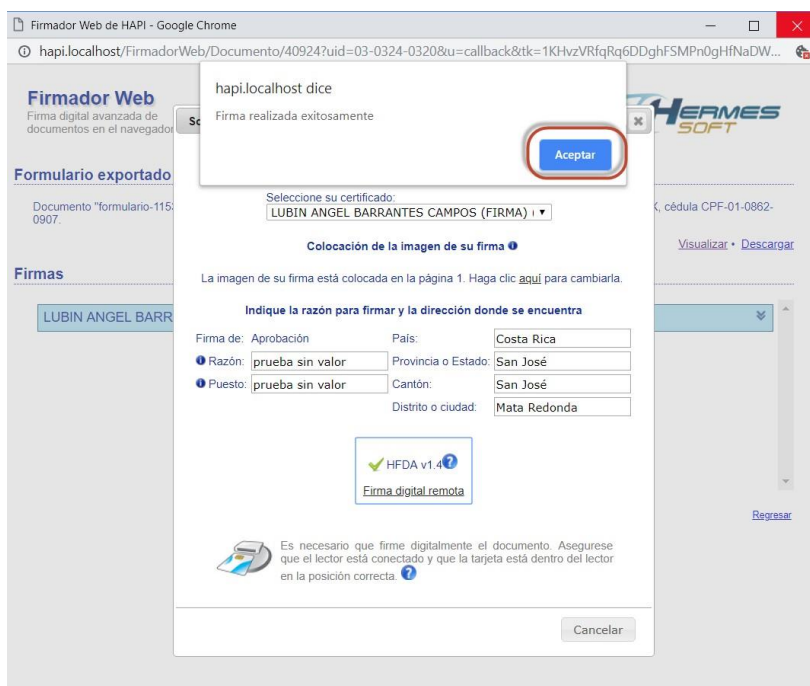 Firmador Web de HAPI - Google Chrome
hapi.localhost/FirmadorWeb/Documento/40924?uid=03-0324-0320&u=callback&tk=1KHvzVRfqRq6DDghFSMPn0gHfNaDW...
hapi.localhost dice
Firma realizada exitosamente
Aceptar
Firmador Web
Firma digital avanzada de
documentos en el navegador
So
HERMES
SOFT
Formulario exportado
Documento "formulario-115
, cédula CPF-01-0862-
0907.
Visualizar • Descargar
Firmas
LUBIN ANGEL BARR
Seleccione su certificado:
LUBIN ANGEL BARRANTES CAMPOS (FIRMA) (
Colocación de la imagen de su firma
La imagen de su firma está colocada en la página 1. Haga clic aquí para cambiarla.
Indique la razón para firmar y la dirección donde se encuentra
Firma de: Aprobación País: Costa Rica
Razón: prueba sin valor Provincia o Estado: San José
Puesto: prueba sin valor Cantón: San José
Distrito o ciudad: Mata Redonda
HFDA v1.4
Firma digital remota
Regresar
Es necesario que firme digitalmente el documento. Asegurese
que el lector está conectado y que la tarjeta está dentro del lector
en la posición correcta.
Cancelar